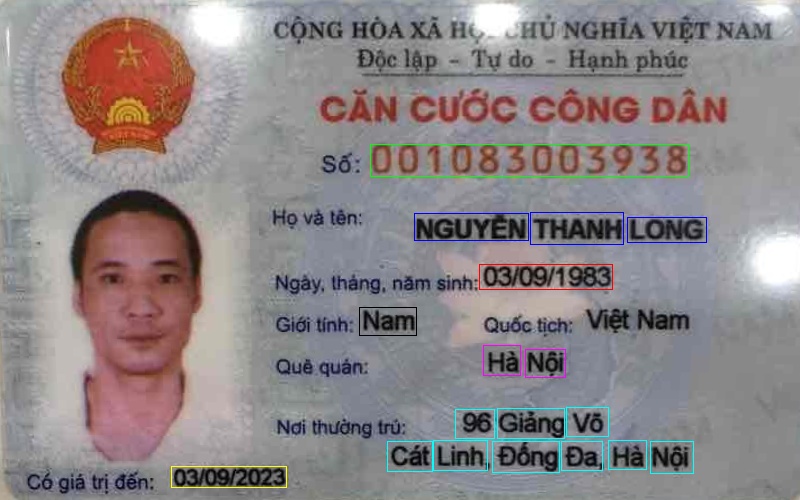 CỘNG HÒA XÃ HỘI CHỦ NGHĨA VIỆT NAM
Độc lập - Tự do - Hạnh phúc
CĂN CƯỚC CÔNG DÂN
Số: 001083003938
Họ và tên: NGUYỄN THANH LONG
Ngày, tháng, năm sinh: 03/09/1983
Giới tính: Nam Quốc tịch: Việt Nam
Quê quán: Hà Nội
Nơi thường trú: 96 Giảng Võ
Cát Linh, Đống Đa, Hà Nội
Có giá trị đến: 03/09/2023